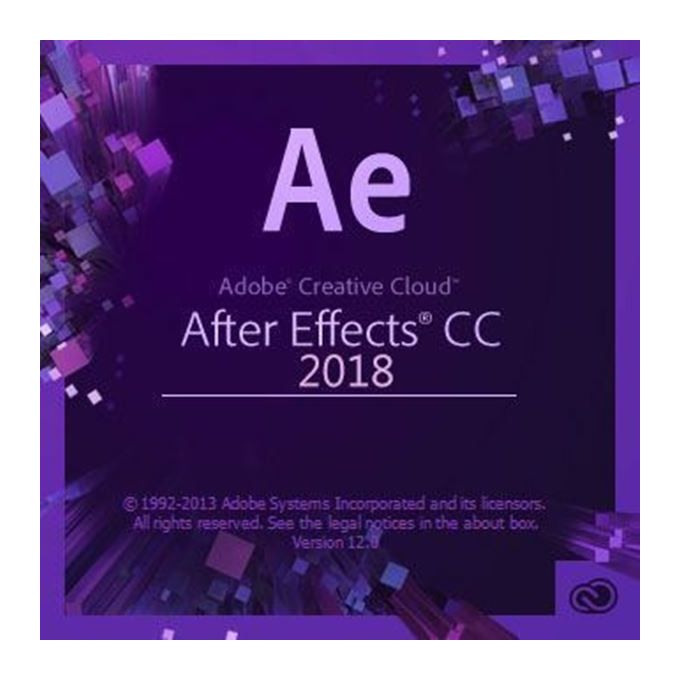 Ae
Adobe® Creative Cloud™
After Effects® CC
2018
© 1992-2013 Adobe Systems Incorporated and its licensors.
All rights reserved. See the legal notices in the about box.
Version 12.0